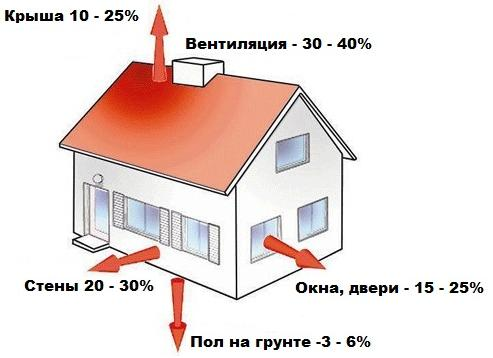 Крыша 10 - 25%
Вентиляция - 30 - 40%
Стены 20 - 30%
Окна, двери - 15 - 25%
Пол на грунте -3 - 6%